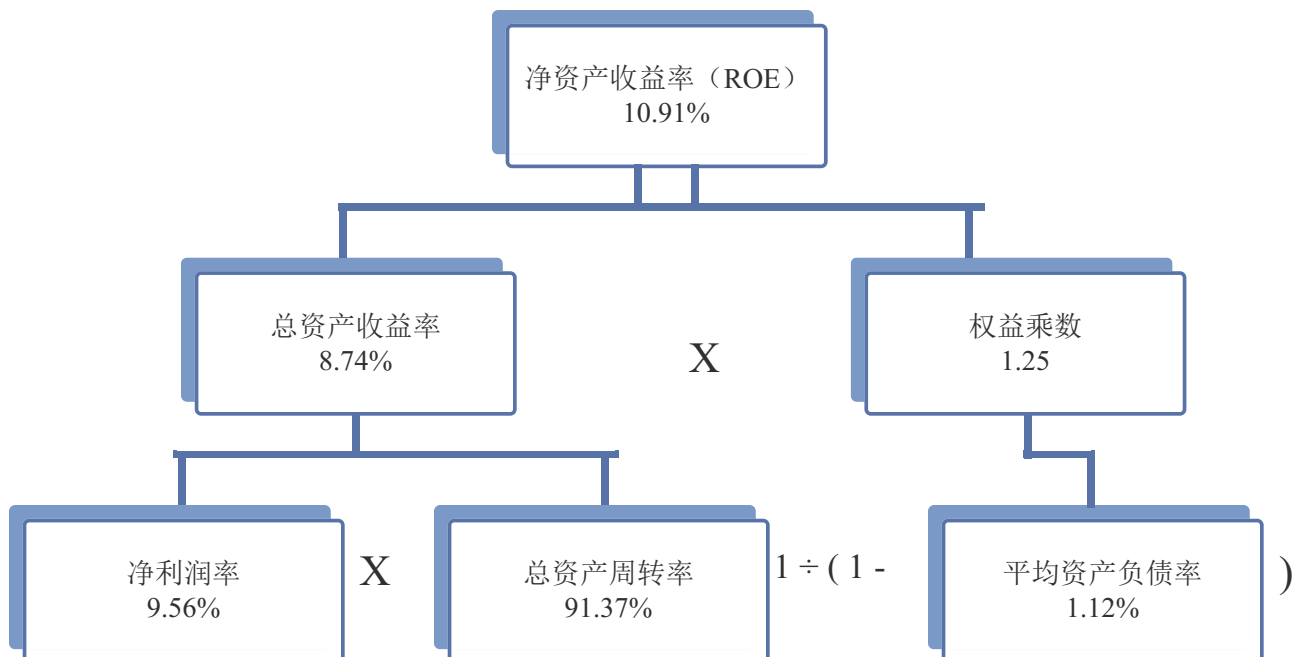 净资产收益率（ROE）
10.91%
总资产收益率
8.74%
X
权益乘数
1.25
净利润率
9.56%
X
总资产周转率
91.37%
1 ÷ ( 1 -
平均资产负债率
1.12%
)